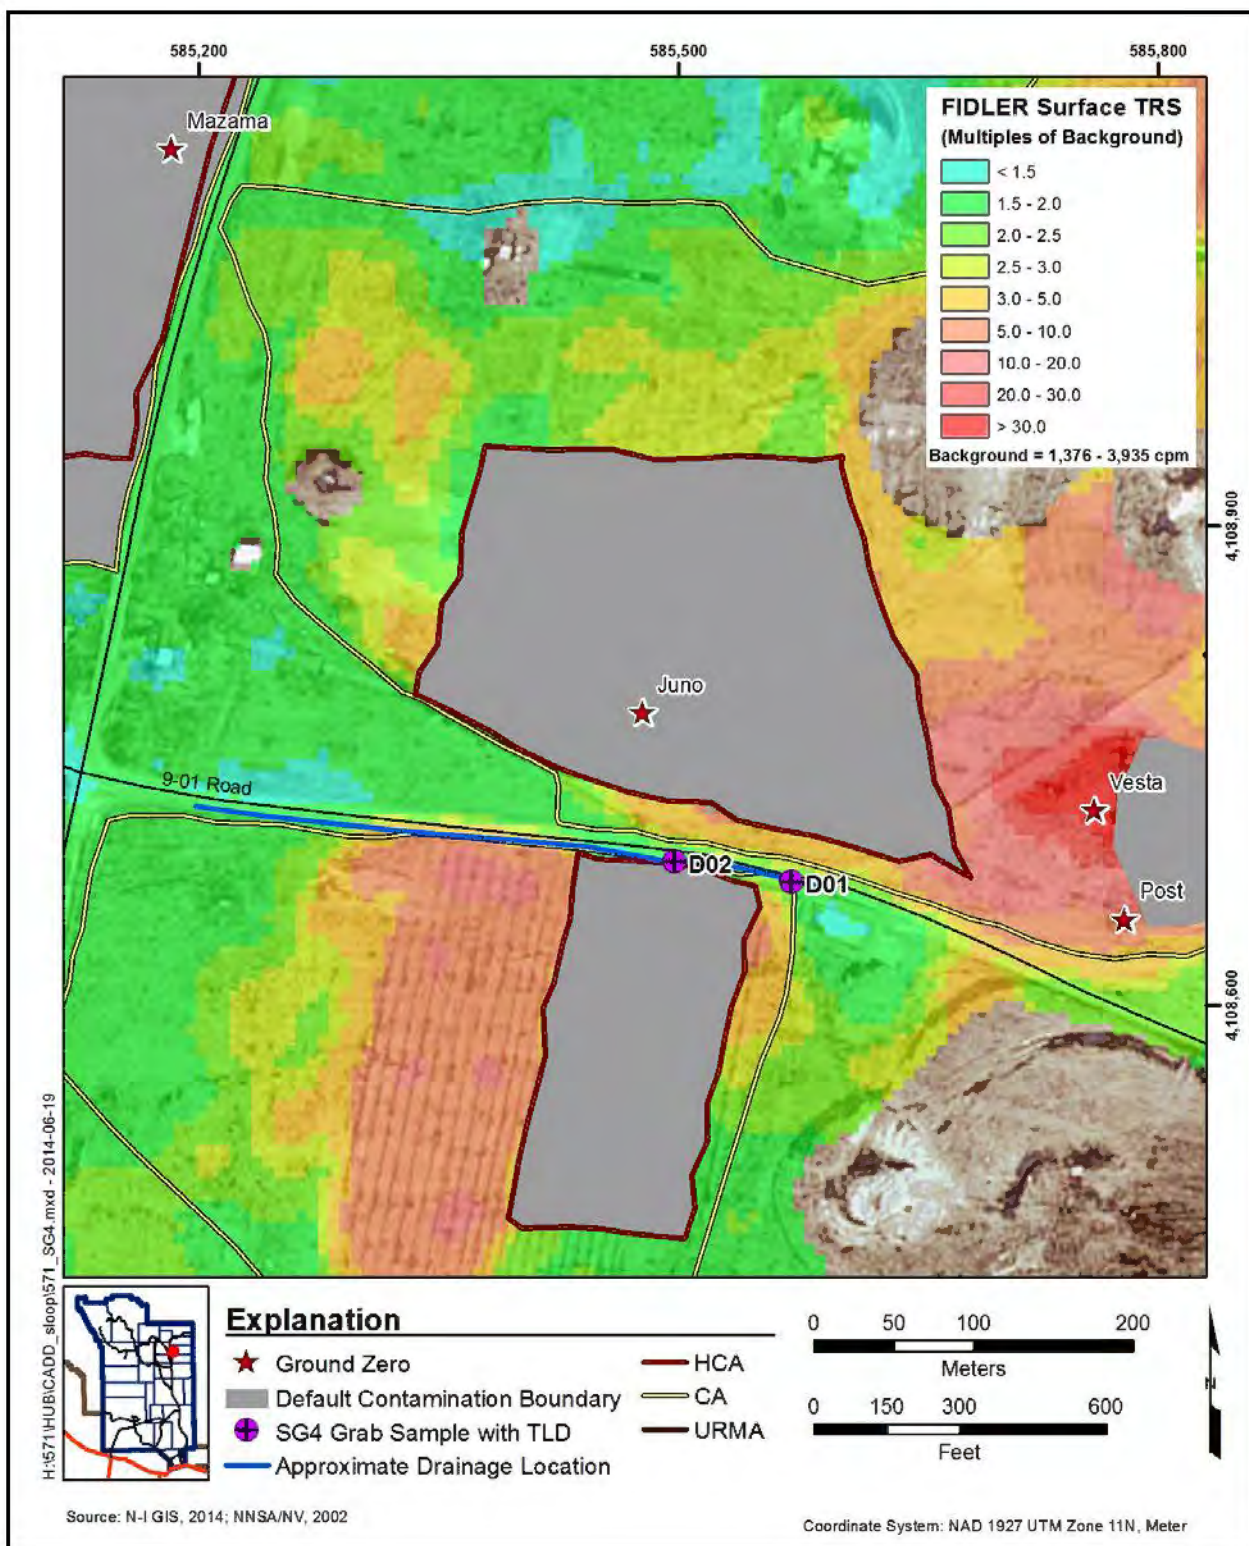 585,200
585,500
585,800
Mazama
FIDLER Surface TRS
(Multiples of Background)
< 1.5
1.5 - 2.0
2.0 - 2.5
2.5 - 3.0
3.0 - 5.0
5.0 - 10.0
10.0 - 20.0
20.0 - 30.0
> 30.0
Background = 1,376 - 3,935 cpm
4,108,900
Juno
9-01 Road
Vesta
D02
D01
Post
4,108,600
H:\571\HUB\CADD_sloop\571_SG4.mxd - 2014-06-19
Explanation
Ground Zero
Default Contamination Boundary
SG4 Grab Sample with TLD
Approximate Drainage Location
HCA
CA
URMA
0 50 100 200
Meters
0 150 300 600
Feet
Source: N-I GIS, 2014; NNSA/NV, 2002
Coordinate System: NAD 1927 UTM Zone 11N, Meter